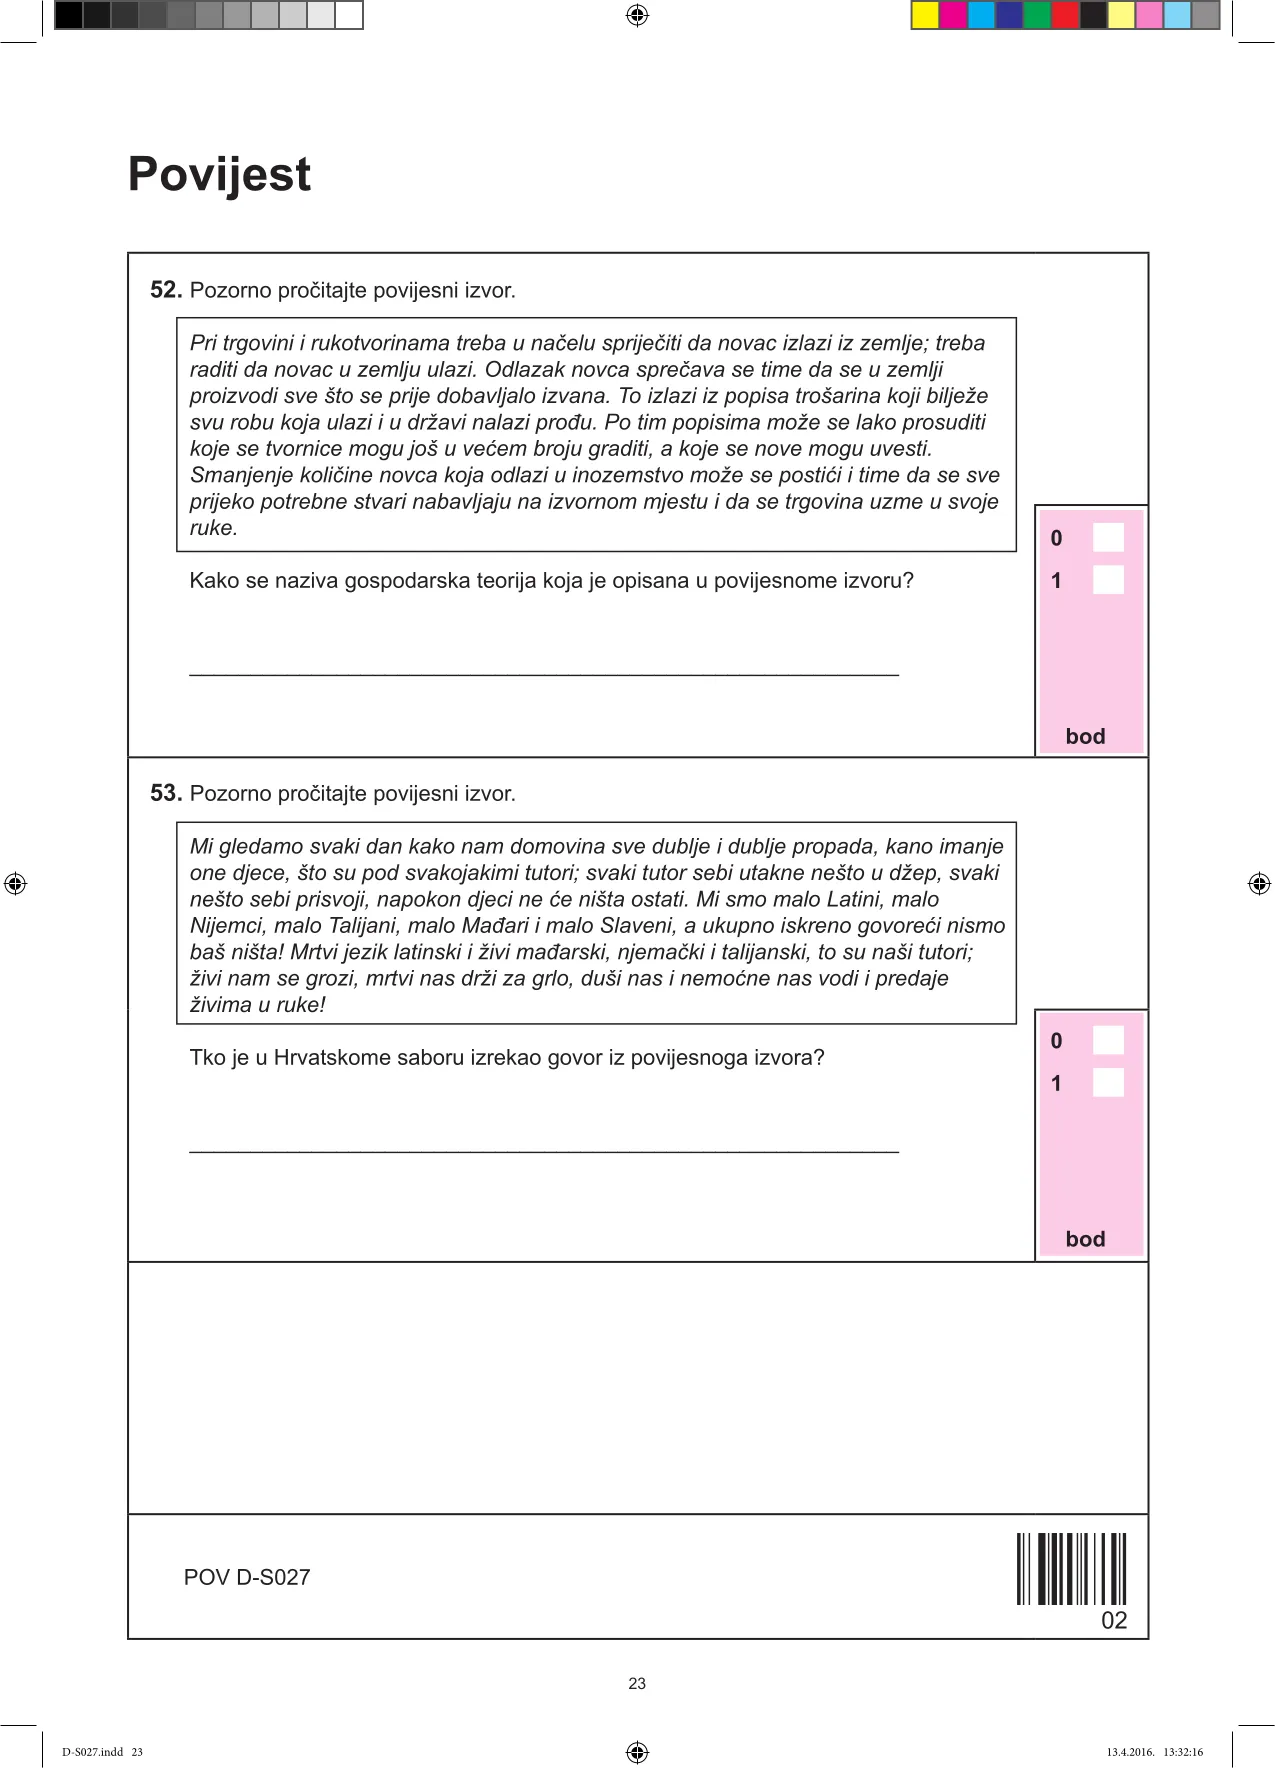 Povijest
52. Pozorno pročitajte povijesni izvor.
Pri trgovini i rukotvorinama treba u načelu spriječiti da novac izlazi iz zemlje; treba
raditi da novac u zemlju ulazi. Odlazak novca sprečava se time da se u zemlji
proizvodi sve što se prije dobavljalo izvana. To izlazi iz popisa trošarina koji bilježe
svu robu koja ulazi i u državi nalazi prođu. Po tim popisima može se lako prosuditi
koje se tvornice mogu još u većem broju graditi, a koje se nove mogu uvesti.
Smanjenje količine novca koja odlazi u inozemstvo može se postići i time da se sve
prijeko potrebne stvari nabavljaju na izvornom mjestu i da se trgovina uzme u svoje
ruke.
Kako se naziva gospodarska teorija koja je opisana u povijesnome izvoru?
0
1
bod
53. Pozorno pročitajte povijesni izvor.
Mi gledamo svaki dan kako nam domovina sve dublje i dublje propada, kano imanje
one djece, što su pod svakojakimi tutori; svaki tutor sebi utakne nešto u džep, svaki
nešto sebi prisvoji, napokon djeci ne će ništa ostati. Mi smo malo Latini, malo
Nijemci, malo Talijani, malo Mađari i malo Slaveni, a ukupno iskreno govoreći nismo
baš ništa! Mrtvi jezik latinski i živi mađarski, njemački i talijanski, to su naši tutori;
živi nam se grozi, mrtvi nas drži za grlo, duši nas i nemoćne nas vodi i predaje
živima u ruke!
Tko je u Hrvatskome saboru izrekao govor iz povijesnoga izvora?
0
1
bod
POV D-S027
02
23
D-S027.indd 23
13.4.2016. 13:32:16